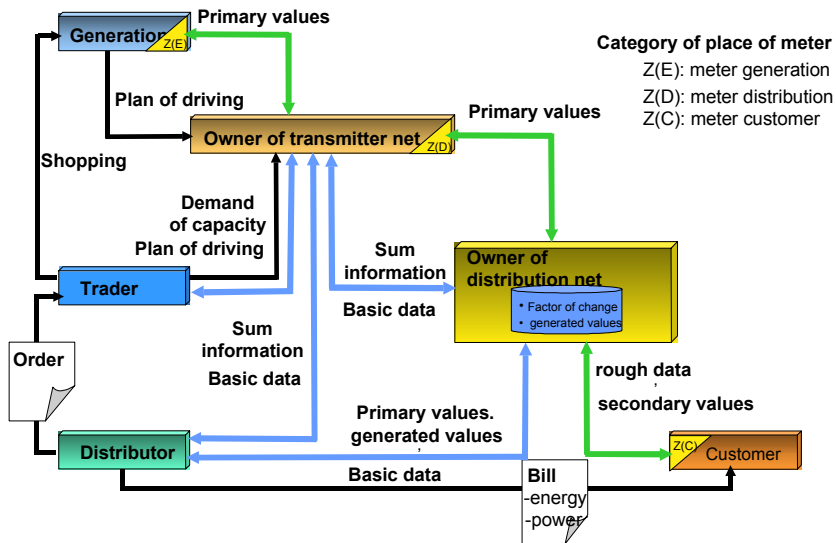 Primary values
Generation
Z(E)
Category of place of meter
Z(E): meter generation
Z(D): meter distribution
Z(C): meter customer
Plan of driving
Primary values
Owner of transmitter net
Z(D)
Shopping
Demand
of capacity
Plan of driving
Sum
information
Basic data
Owner of
distribution net
• Factor of change
• generated values
Trader
Sum
information
Basic data
Order
rough data
,
secondary values
Primary values.
generated values
,
Distributor
Z(C)
Customer
Basic data
Bill
-energy
-power